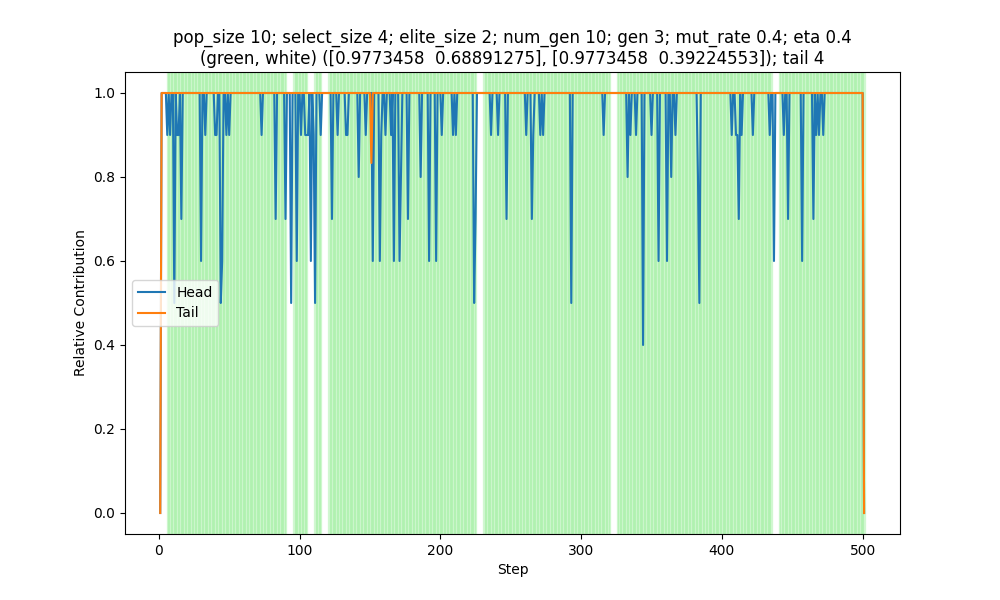 pop_size 10; select_size 4; elite_size 2; num_gen 10; gen 3; mut_rate 0.4; eta 0.4
(green, white) ([0.9773458  0.68891275], [0.9773458  0.39224553]); tail 4
1.0
0.8
0.6
0.4
0.2
0.0
Relative Contribution
Head
Tail
0
100
200
300
400
500
Step